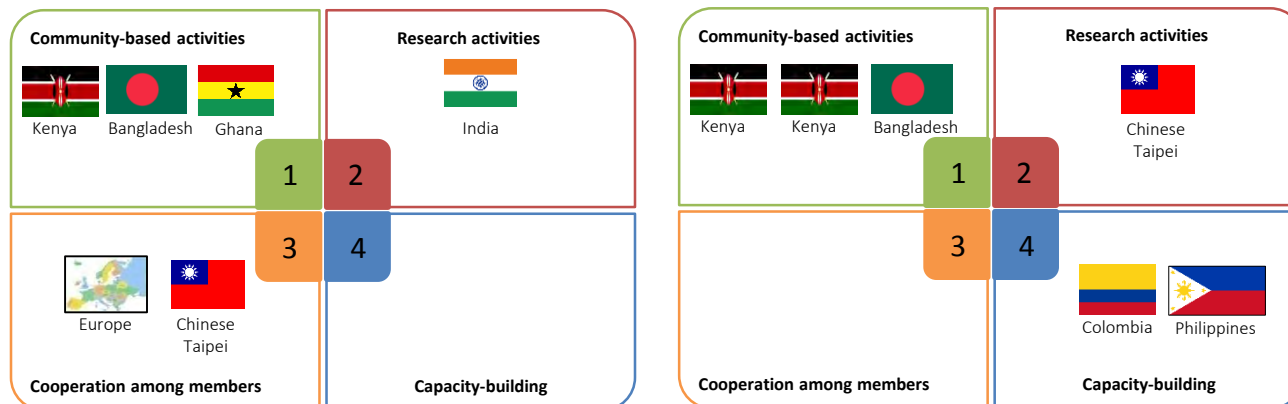 Community-based activities
Research activities
Kenya
Bangladesh
Ghana
India
1
2
3
4
Europe
Chinese
Taipei
Cooperation among members
Capacity-building
Community-based activities
Research activities
Kenya
Kenya
Bangladesh
Chinese
Taipei
1
2
3
4
Colombia
Philippines
Cooperation among members
Capacity-building